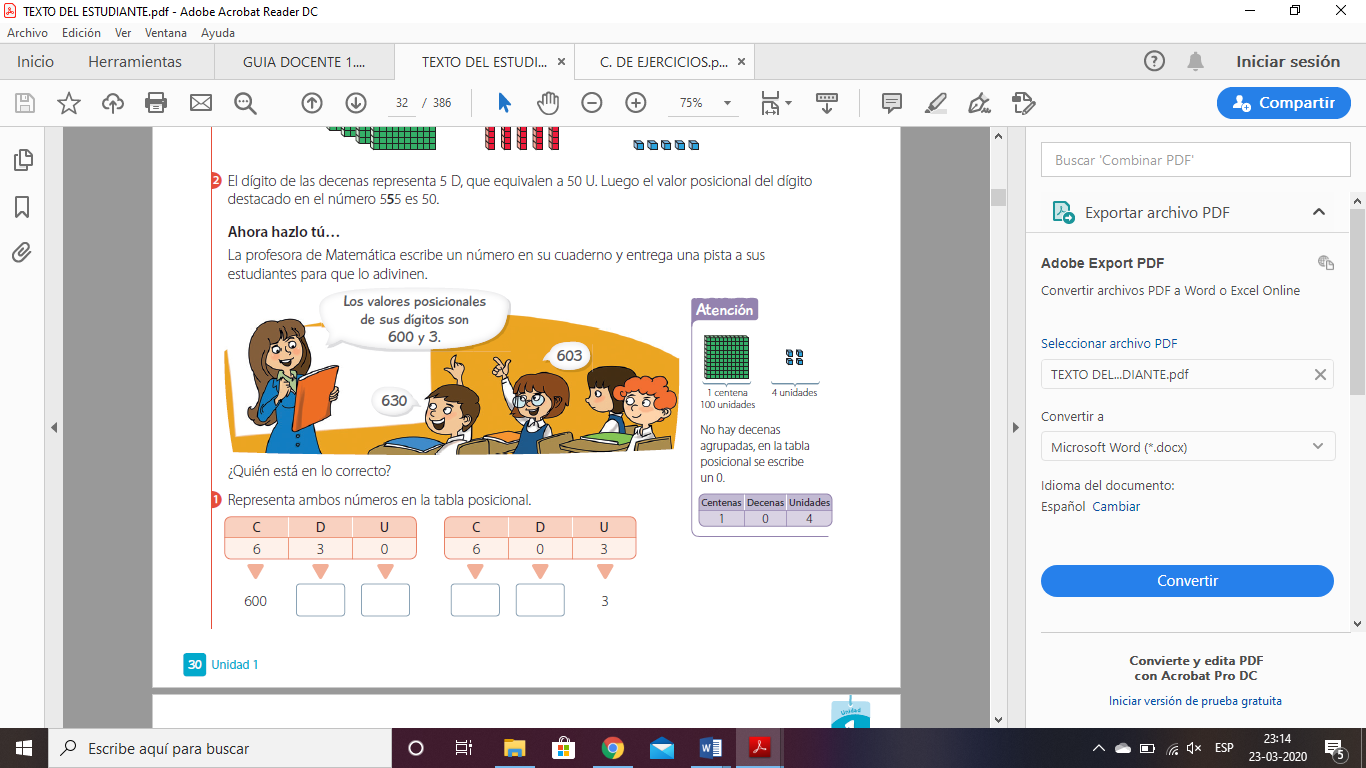 TEXTO DEL ESTUDIANTE.pdf - Adobe Acrobat Reader DC
Archivo Edición Ver Ventana Ayuda
Inicio Herramientas GUIA DOCENTE 1.... TEXTO DEL ESTUDI... × C. DE EJERCICIOS.p... × Iniciar sesión
32 / 386 75% Compartir
2 El dígito de las decenas representa 5 D, que equivalen a 50 U. Luego el valor posicional del dígito
destacado en el número 555 es 50.
Ahora hazlo tú…
La profesora de Matemática escribe un número en su cuaderno y entrega una pista a sus
estudiantes para que lo adivinen.
Los valores posicionales
de sus dígitos son
600 y 3.
603
630
Atención
1 centena
100 unidades
4 unidades
No hay decenas
agrupadas, en la tabla
posicional se escribe
un 0.
Centenas Decenas Unidades
1 0 4
¿Quién está en lo correcto?
1 Representa ambos números en la tabla posicional.
C D U C D U
6 3 0 6 0 3
600 3
30 Unidad 1
Unidad
1
Buscar 'Combinar PDF'
Exportar archivo PDF
Adobe Export PDF
Convertir archivos PDF a Word o Excel Online
Seleccionar archivo PDF
TEXTO DEL...DIANTE.pdf
Convertir a
Microsoft Word (*.docx)
Idioma del documento:
Español Cambiar
Convertir
Convierte y edita PDF
con Acrobat Pro DC
Iniciar versión de prueba gratuita
Escribe aquí para buscar
ESP
23:14
23-03-2020
5